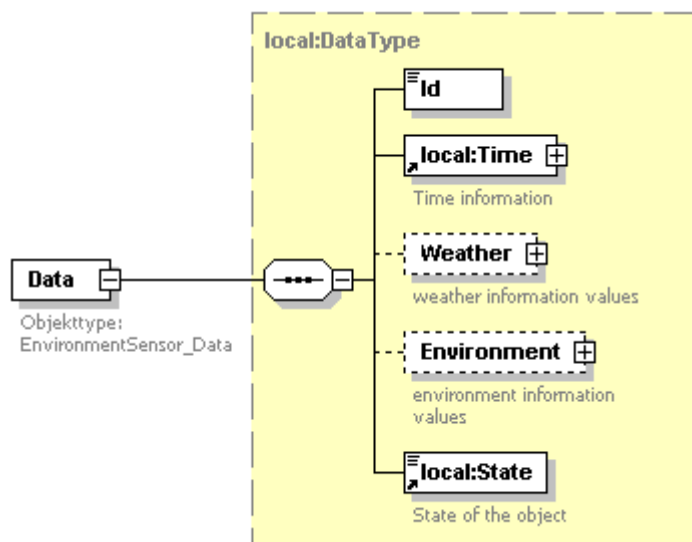 local:DataType
Id
local:Time
Time information
Weather
weather information values
Data
Objekttype:
EnvironmentSensor_Data
Environment
environment information
values
local:State
State of the object